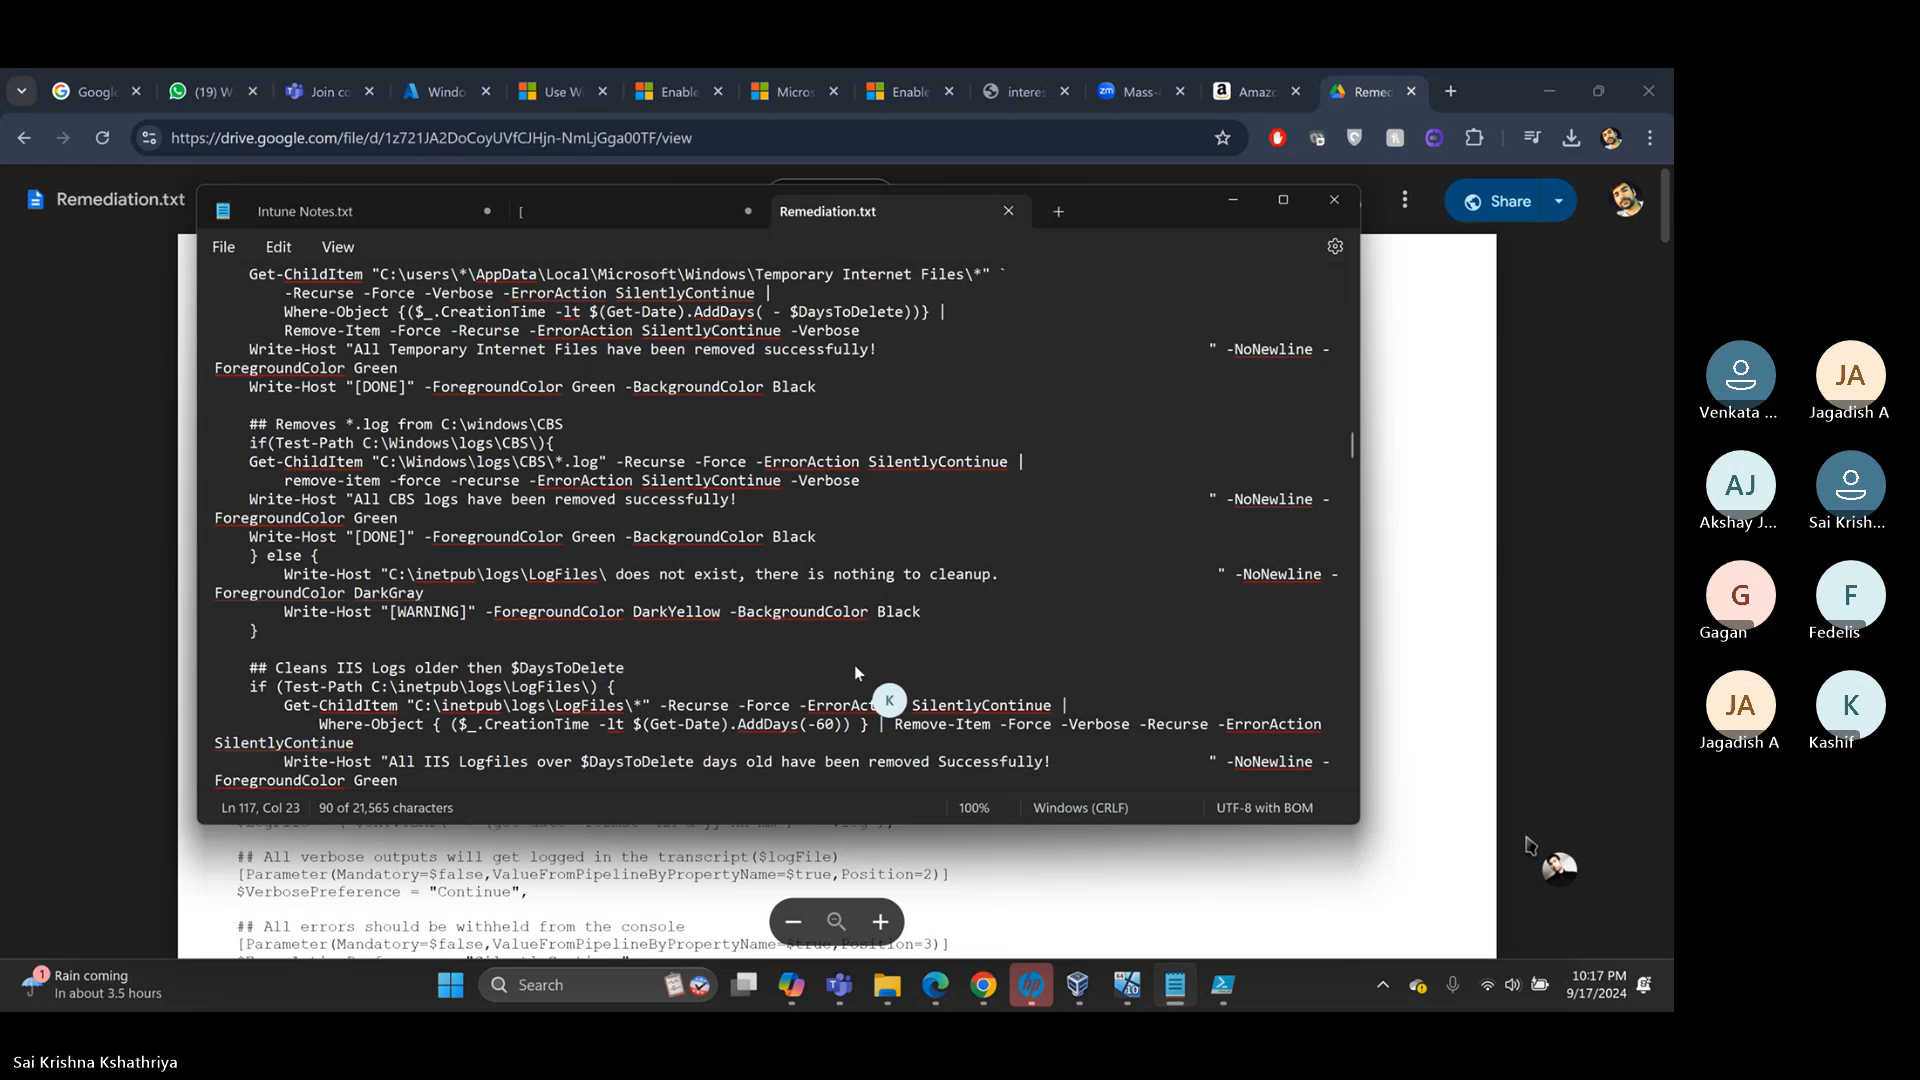 Google
(19) W
Join co
Windo
Use Wi
Enable
Micros
Enable
interes
zm
Mass-
Amazo
Remed
https://drive.google.com/file/d/1z721JA2DoCoyUVfCJHjn-NmLjGga00TF/view
Remediation.txt
Share
Intune Notes.txt
[
Remediation.txt
File
Edit
View
Get-ChildItem "C:\users\*\AppData\Local\Microsoft\Windows\Temporary Internet Files\*" `
-Recurse -Force -Verbose -ErrorAction SilentlyContinue |
Where-Object {($_.CreationTime -lt $(Get-Date).AddDays( - $DaysToDelete))} |
Remove-Item -Force -Recurse -ErrorAction SilentlyContinue -Verbose
Write-Host "All Temporary Internet Files have been removed successfully! " -NoNewline -
ForegroundColor Green
Write-Host "[DONE]" -ForegroundColor Green -BackgroundColor Black
## Removes *.log from C:\windows\CBS
if(Test-Path C:\Windows\logs\CBS\){
Get-ChildItem "C:\Windows\logs\CBS\*.log" -Recurse -Force -ErrorAction SilentlyContinue |
remove-item -force -recurse -ErrorAction SilentlyContinue -Verbose
Write-Host "All CBS logs have been removed successfully! " -NoNewline -
ForegroundColor Green
Write-Host "[DONE]" -ForegroundColor Green -BackgroundColor Black
} else {
Write-Host "C:\inetpub\logs\LogFiles\ does not exist, there is nothing to cleanup. " -NoNewline -
ForegroundColor DarkGray
Write-Host "[WARNING]" -ForegroundColor DarkYellow -BackgroundColor Black
}
## Cleans IIS Logs older then $DaysToDelete
if (Test-Path C:\inetpub\logs\LogFiles\) {
Get-ChildItem "C:\inetpub\logs\LogFiles\*" -Recurse -Force -ErrorAc K SilentlyContinue |
Where-Object { ($_.CreationTime -lt $(Get-Date).AddDays(-60)) } | Remove-Item -Force -Verbose -Recurse -ErrorAction
SilentlyContinue
Write-Host "All IIS Logfiles over $DaysToDelete days old have been removed Successfully! " -NoNewline -
ForegroundColor Green
Ln 117, Col 23
90 of 21,565 characters
100%
Windows (CRLF)
UTF-8 with BOM
## All verbose outputs will get logged in the transcript($logFile)
[Parameter(Mandatory=$false,ValueFromPipelineByPropertyName=$true,Position=2)]
$VerbosePreference = "Continue",
## All errors should be withheld from the console
[Parameter(Mandatory=$false,ValueFromPipelineByPropertyName=$true,Position=3)]
1
Rain coming
In about 3.5 hours
Search
10:17 PM
9/17/2024
Venkata ...
JA
Jagadish A
AJ
Akshay J...
Sai Krish...
G
Gagan
F
Fedelis
JA
Jagadish A
K
Kashif
Sai Krishna Kshathriya